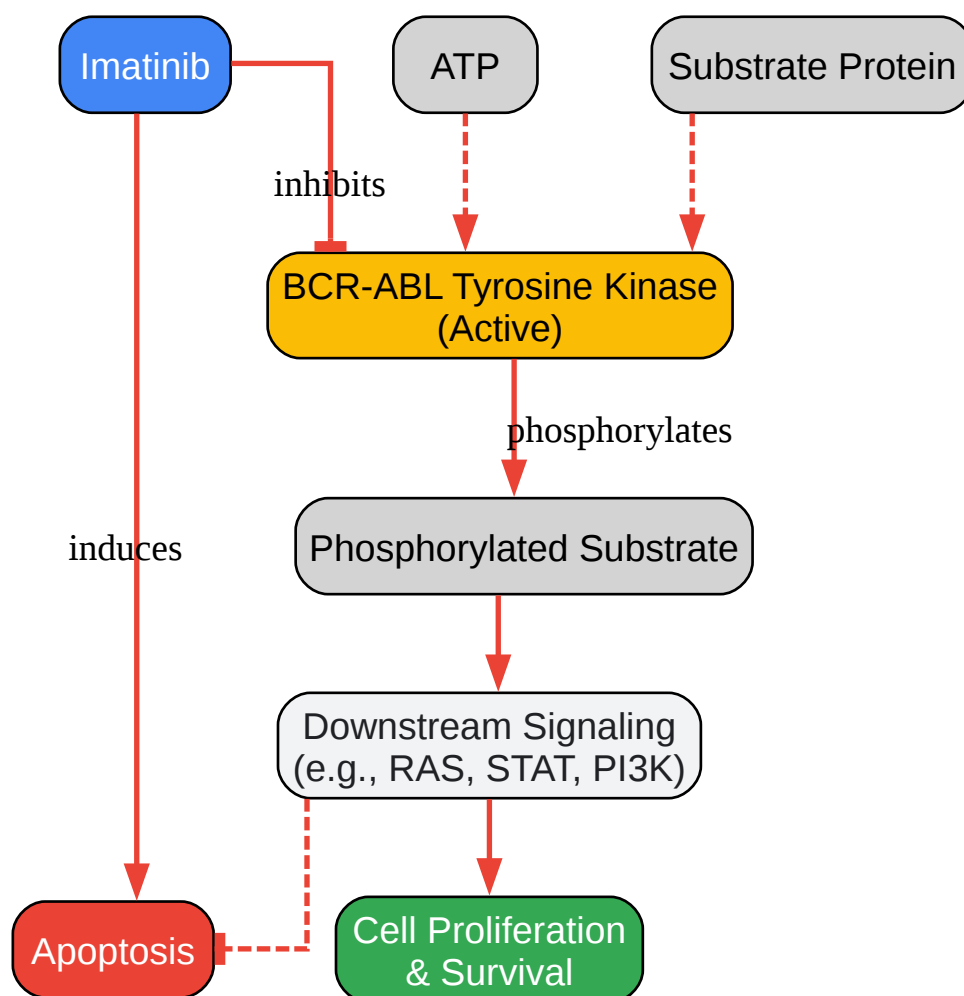 Imatinib
ATP
Substrate Protein
inhibits
BCR-ABL Tyrosine Kinase
(Active)
phosphorylates
Phosphorylated Substrate
induces
Downstream Signaling
(e.g., RAS, STAT, PI3K)
Apoptosis
Cell Proliferation
& Survival